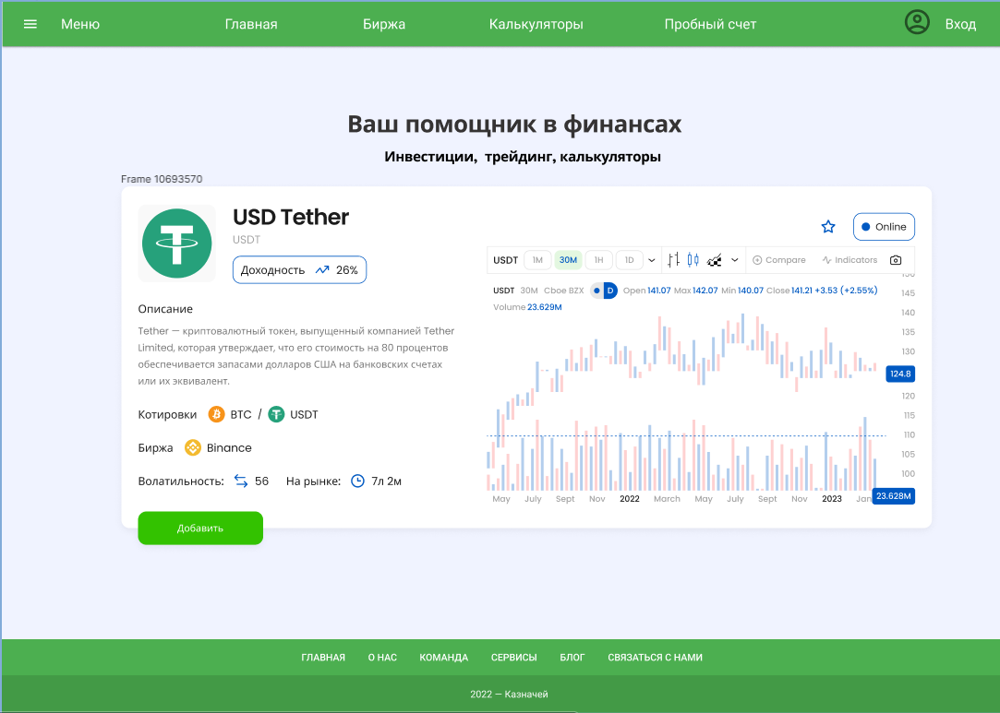 Меню Главная Биржа Калькуляторы Пробный счет Вход
Ваш помощник в финансах
Инвестиции, трейдинг, калькуляторы
Frame 10693570
USD Tether
USDT
Доходность 26%
Online
USDT 1M 30M 1H 1D Compare Indicators
USDT 30M Cboe BZX D Open 141.07 Max 142.07 Min 140.07 Close 141.21 +3.53 (+2.55%)
Volume 23.629M
150
145
140
135
130
124.8
120
115
110
105
100
23.628M
May July Sept Nov 2022 March May July Sept Nov 2023 Jan
Описание
Tether — криптовалютный токен, выпущенный компанией Tether
Limited, которая утверждает, что его стоимость на 80 процентов
обеспечивается запасами долларов США на банковских счетах
или их эквивалент.
Котировки BTC / USDT
Биржа Binance
Волатильность: 56 На рынке: 7л 2м
Добавить
ГЛАВНАЯ О НАС КОМАНДА СЕРВИСЫ БЛОГ СВЯЗАТЬСЯ С НАМИ
2022 — Казначей